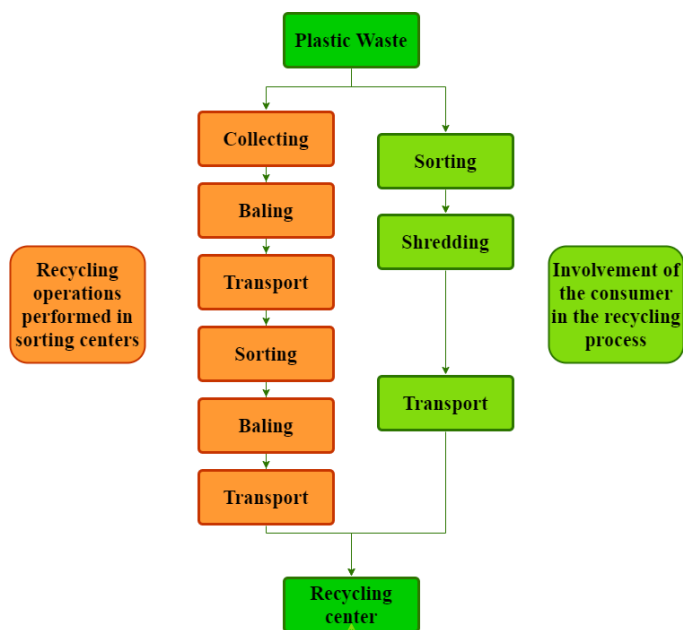 Plastic Waste
Collecting
Baling
Transport
Sorting
Baling
Transport
Sorting
Shredding
Transport
Recycling
operations
performed in
sorting centers
Involvement of
the consumer
in the recycling
process
Recycling
center